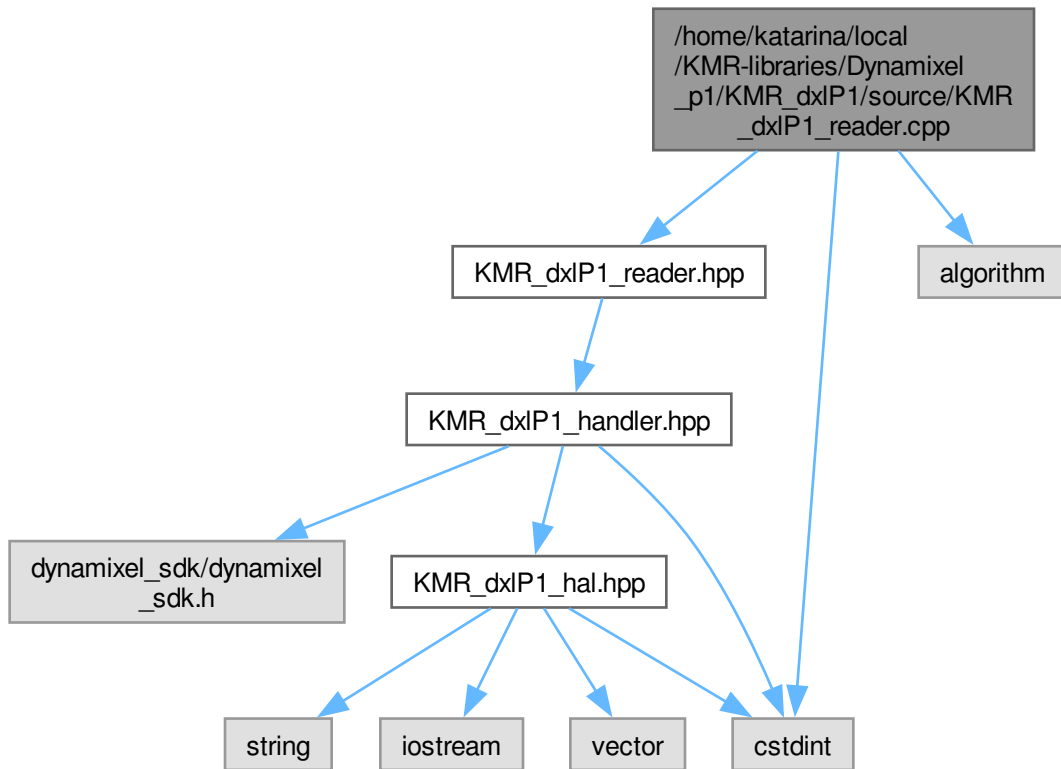 /home/katarina/local
/KMR-libraries/Dynamixel
_p1/KMR_dxlP1/source/KMR
_dxlP1_reader.cpp
KMR_dxlP1_reader.hpp
algorithm
KMR_dxlP1_handler.hpp
dynamixel_sdk/dynamixel
_sdk.h
KMR_dxlP1_hal.hpp
string
iostream
vector
cstdint